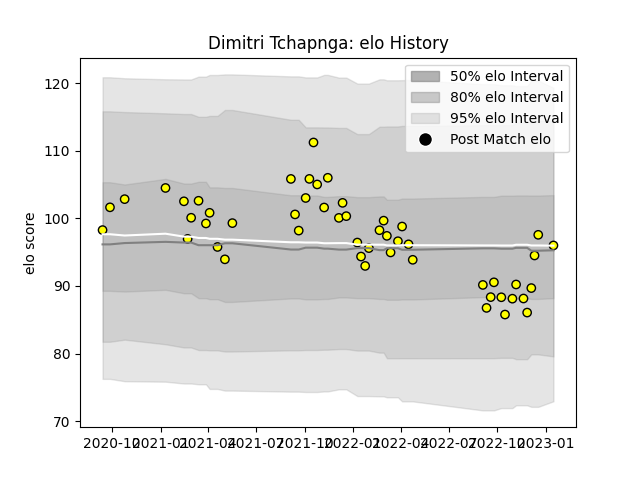 Dimitri Tchapnga: elo History
50% elo Interval
80% elo Interval
95% elo Interval
Post Match elo
elo score
120
110
100
90
80
70
2020-10 2021-01 2021-04 2021-07 2021-10 2022-01 2022-04 2022-07 2022-10 2023-01